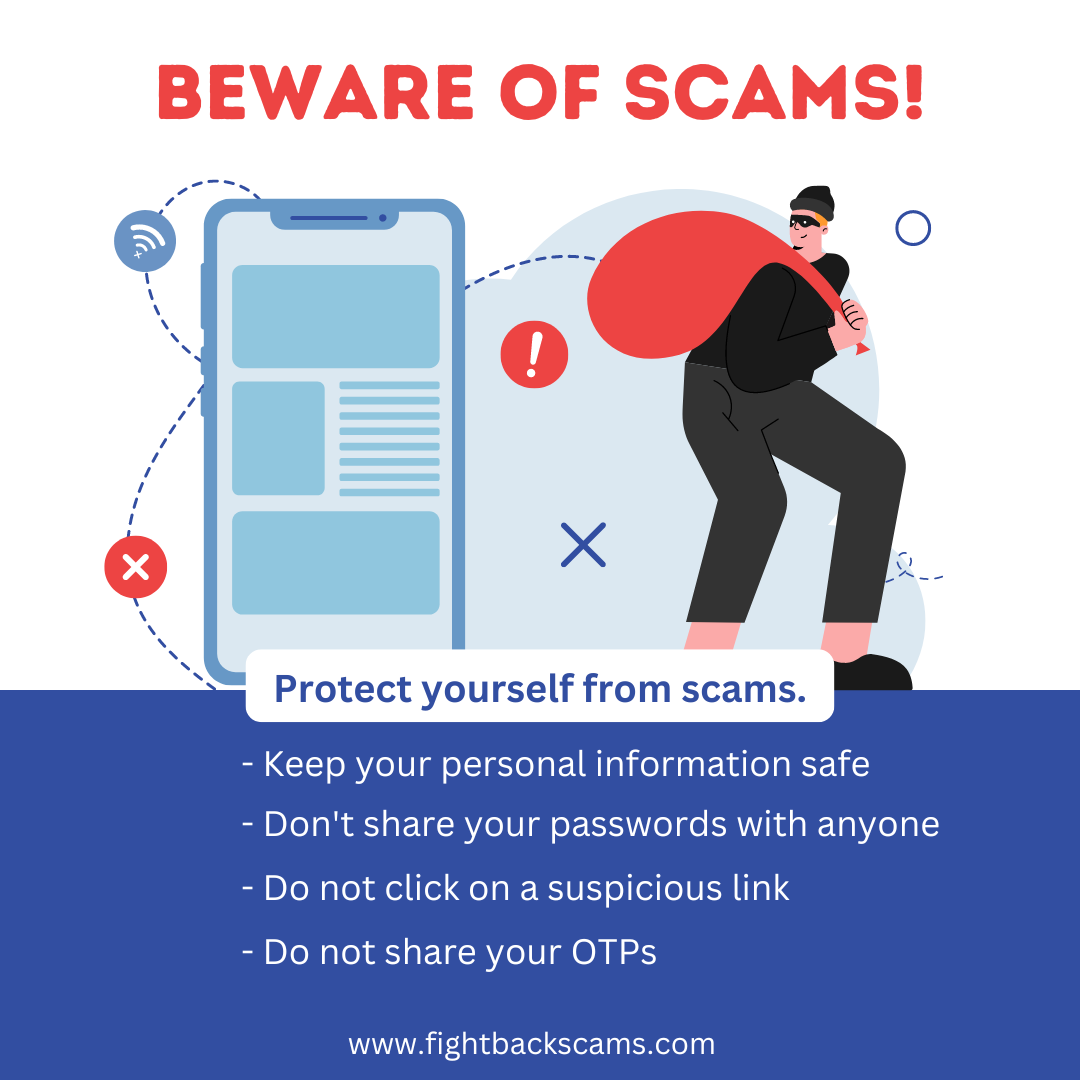 BEWARE OF SCAMS!
Protect yourself from scams.
- Keep your personal information safe
- Don't share your passwords with anyone
- Do not click on a suspicious link
- Do not share your OTPs
www.fightbackscams.com